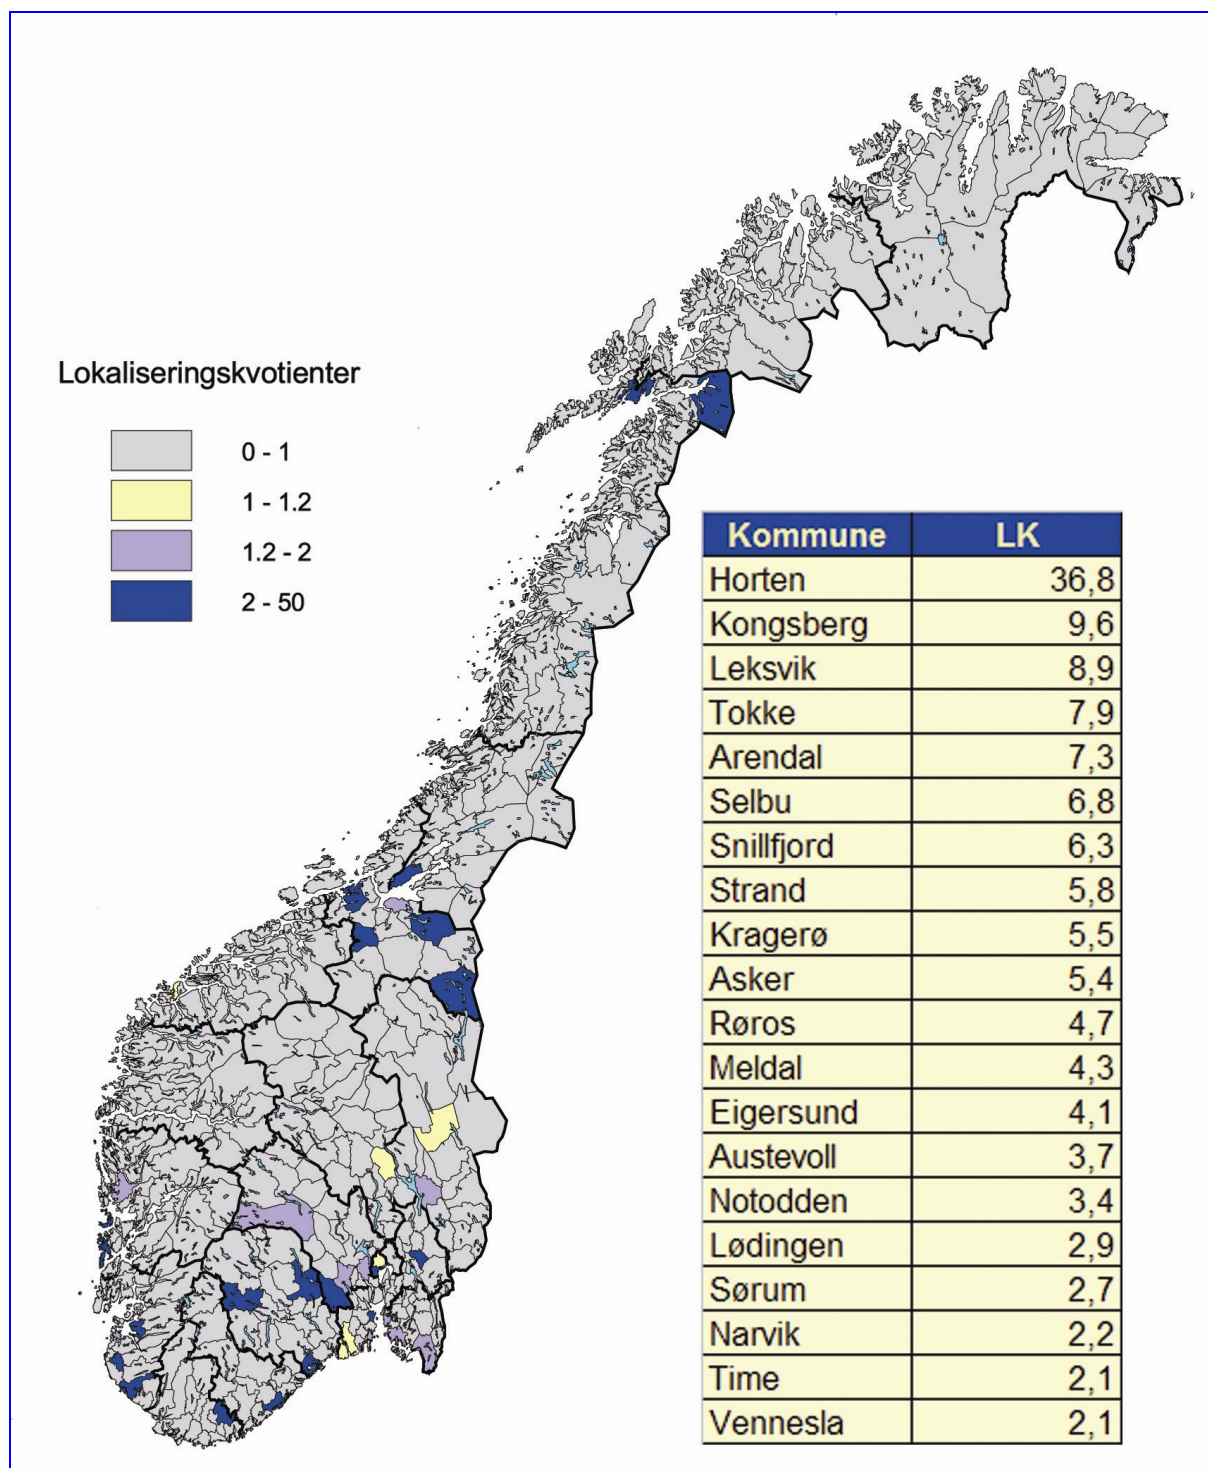 Lokaliseringskvotienter
0 - 1
1 - 1.2
1.2 - 2
2 - 50
Kommune LK
Horten 36,8
Kongsberg 9,6
Leksvik 8,9
Tokke 7,9
Arendal 7,3
Selbu 6,8
Snillfjord 6,3
Strand 5,8
Kragerø 5,5
Asker 5,4
Røros 4,7
Meldal 4,3
Eigersund 4,1
Austevoll 3,7
Notodden 3,4
Lødingen 2,9
Sørum 2,7
Narvik 2,2
Time 2,1
Vennesla 2,1